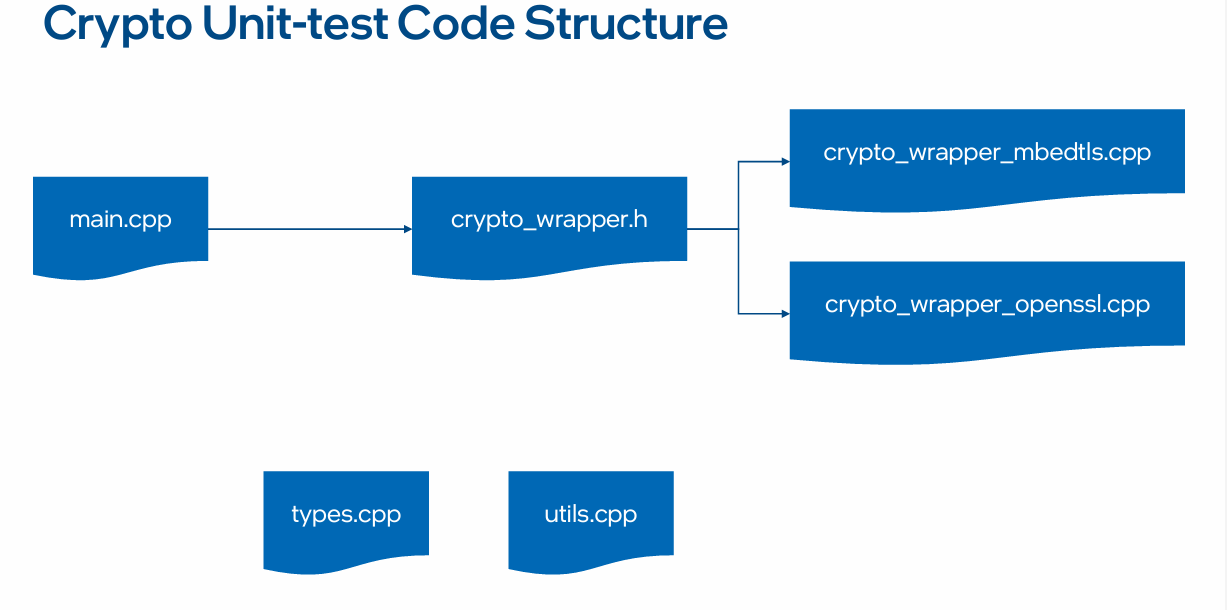 Crypto Unit-test Code Structure
crypto_wrapper_mbedtls.cpp
main.cpp
crypto_wrapper.h
crypto_wrapper_openssl.cpp
types.cpp
utils.cpp